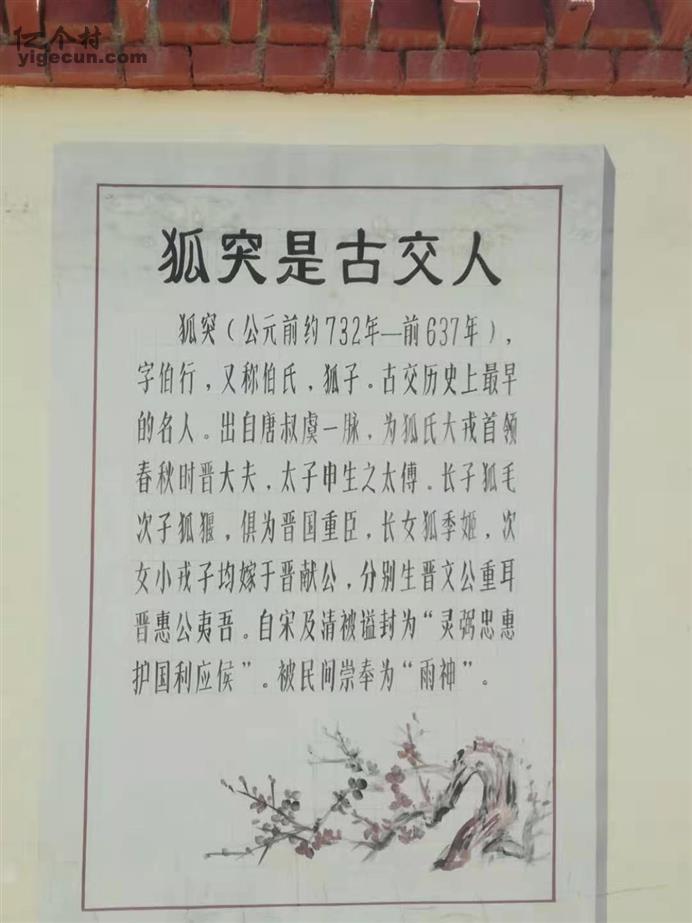 亿个村
yigecun.com
狐突是古交人
狐突（公元前约732年—前637年），
字伯行，又称伯氏，狐子。古交历史上最早
的名人。出自唐叔虞一脉，为狐氏大戎首领
春秋时晋大夫，太子申生之太傅．长子狐毛
次子狐偃，俱为晋国重臣，长女狐季姬，次
女小戎子均嫁于晋献公，分别生晋文公重耳
晋惠公夷吾。自宋及清被谥封为“灵弼忠惠
护国利应侯”。被民间崇奉为“雨神”。